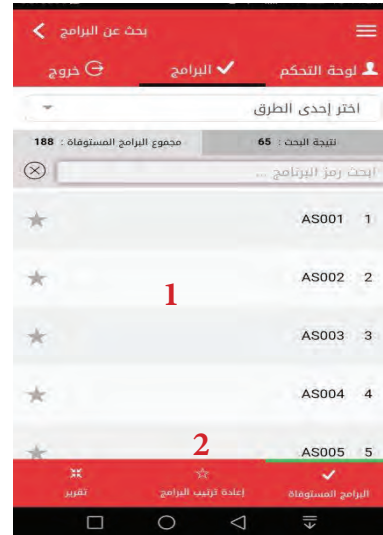 بحث عن البرامج
لوحة التحكم
البرامج
خروج
اختر إحدى الطرق
نتيجة البحث : 65
مجموع البرامج المستوفاة : 188
ابحث رمز البرنامج ...
1 AS001
2 AS002
1
3 AS003
4 AS004
2
5 AS005
البرامج المستوفاة
إعادة ترتيب البرامج
تقرير